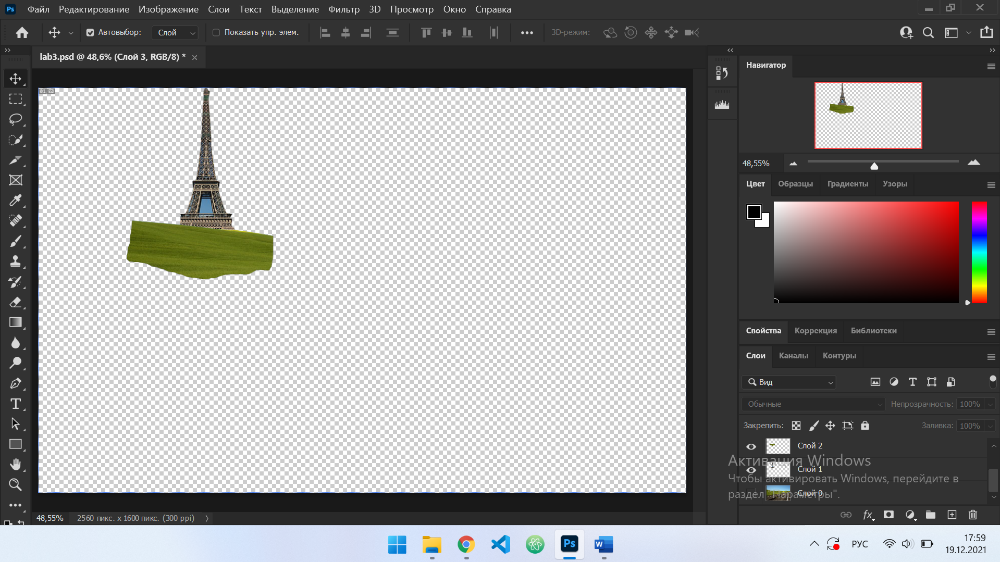 Ps Файл Редактирование Изображение Слои Текст Выделение Фильтр 3D Просмотр Окно Справка
Автовыбор: Слой Показать упр. элем. 3D-режим:
lab3.psd @ 48,6% (Слой 3, RGB/8) *
01
Навигатор
48,55%
Цвет Образцы Градиенты Узоры
Свойства Коррекция Библиотеки
Слои Каналы Контуры
Вид
Обычные Непрозрачность: 100%
Закрепить: Заливка: 100%
Слой 2
Слой 1
Слой 0
Активация Windows
Чтобы активировать Windows, перейдите в
раздел "Параметры".
fx
48,55% 2560 пикс. x 1600 пикс. (300 ppi)
Ps W РУС 17:59
19.12.2021